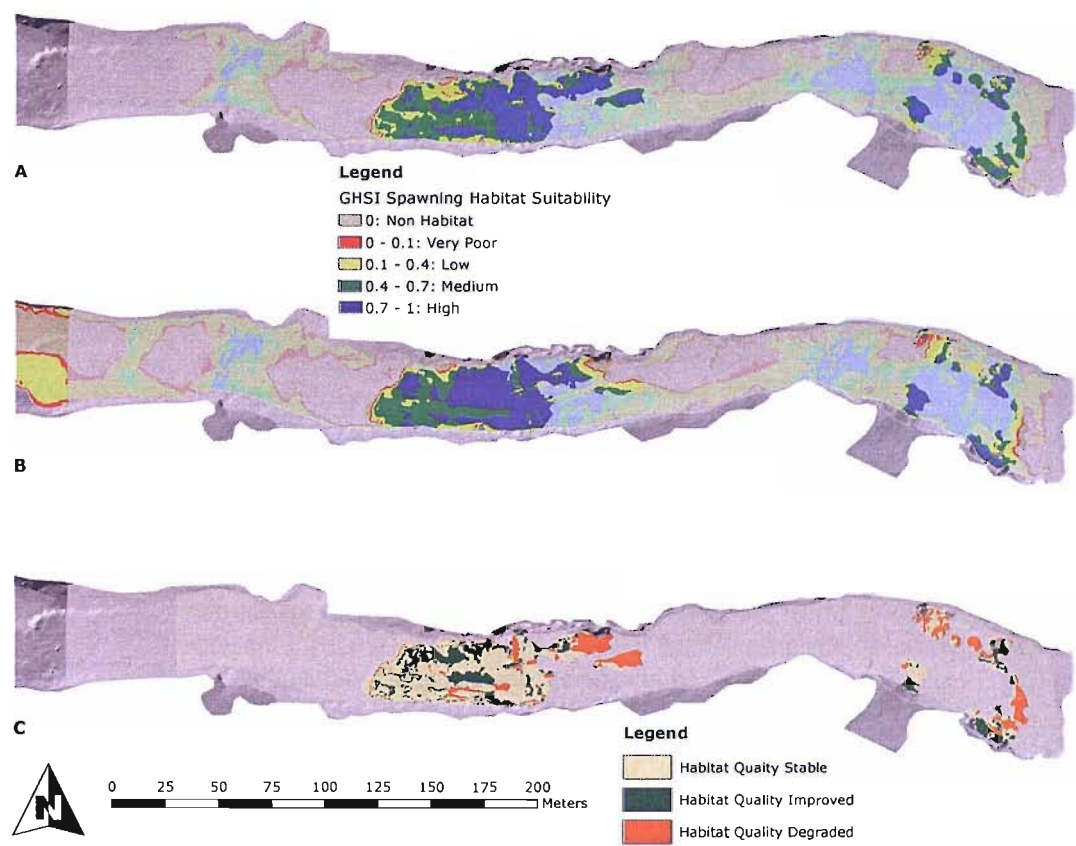 A
Legend
GHSI Spawning Habitat Suitability
0: Non Habitat
0 - 0.1: Very Poor
0.1 - 0.4: Low
0.4 - 0.7: Medium
0.7 - 1: High
B
C
Legend
Habitat Quaity Stable
Habitat Quality Improved
Habitat Quality Degraded
N
0 25 50 75 100 125 150 175 200
Meters